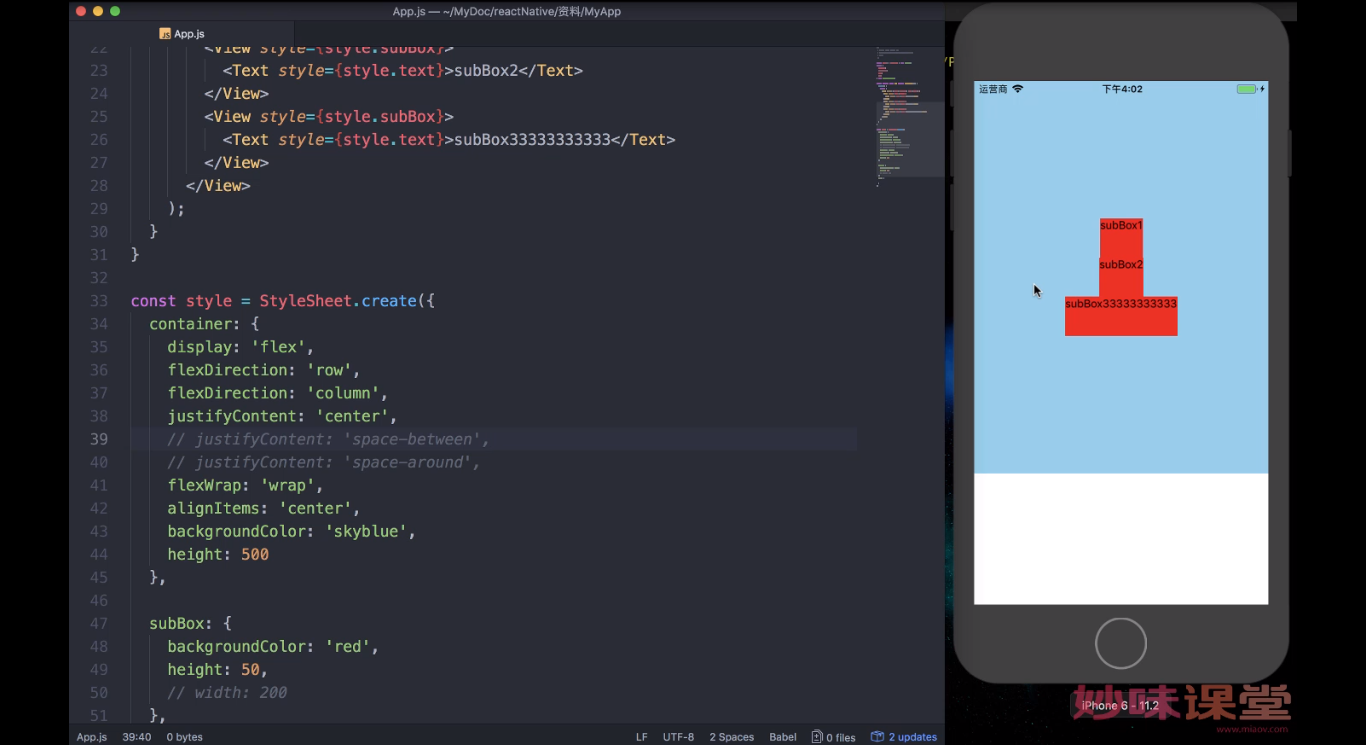 App.js — ~/MyDoc/reactNative/资料/MyApp
App.js
22 <View style={style.subBox}>
23 <Text style={style.text}>subBox2</Text>
24 </View>
25 <View style={style.subBox}>
26 <Text style={style.text}>subBox33333333333</Text>
27 </View>
28 </View>
29 );
30 }
31 }
32
33 const style = StyleSheet.create({
34 container: {
35 display: 'flex',
36 flexDirection: 'row',
37 flexDirection: 'column',
38 justifyContent: 'center',
39 // justifyContent: 'space-between',
40 // justifyContent: 'space-around',
41 flexWrap: 'wrap',
42 alignItems: 'center',
43 backgroundColor: 'skyblue',
44 height: 500
45 },
46
47 subBox: {
48 backgroundColor: 'red',
49 height: 50,
50 // width: 200
51 },
App.js 39:40 0 bytes LF UTF-8 2 Spaces Babel 0 files 2 updates
运营商 下午4:02
subBox1
subBox2
subBox33333333333
iPhone 6 – 11.2
妙味课堂
www.miaov.com